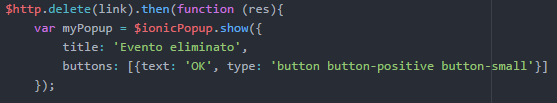 $http.delete(link).then(function (res){
    var myPopup = $ionicPopup.show({
        title: 'Evento eliminato',
        buttons: [{text: 'OK', type: 'button button-positive button-small'}]
    });